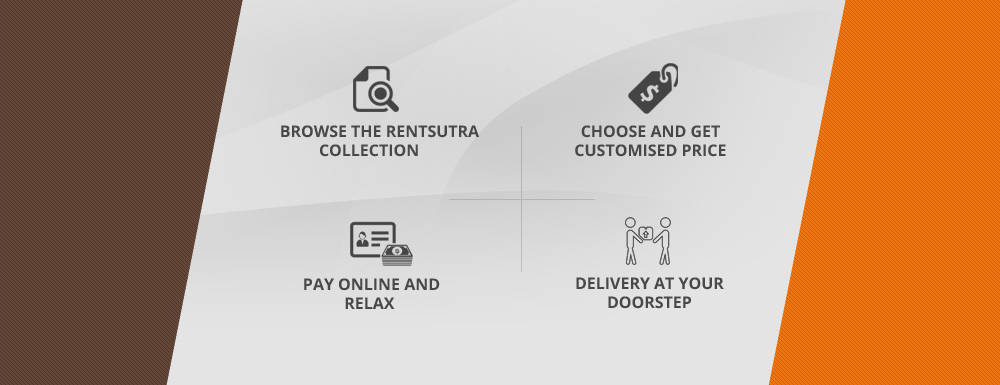 BROWSE THE RENTSUTRA
COLLECTION
CHOOSE AND GET
CUSTOMISED PRICE
PAY ONLINE AND
RELAX
DELIVERY AT YOUR
DOORSTEP